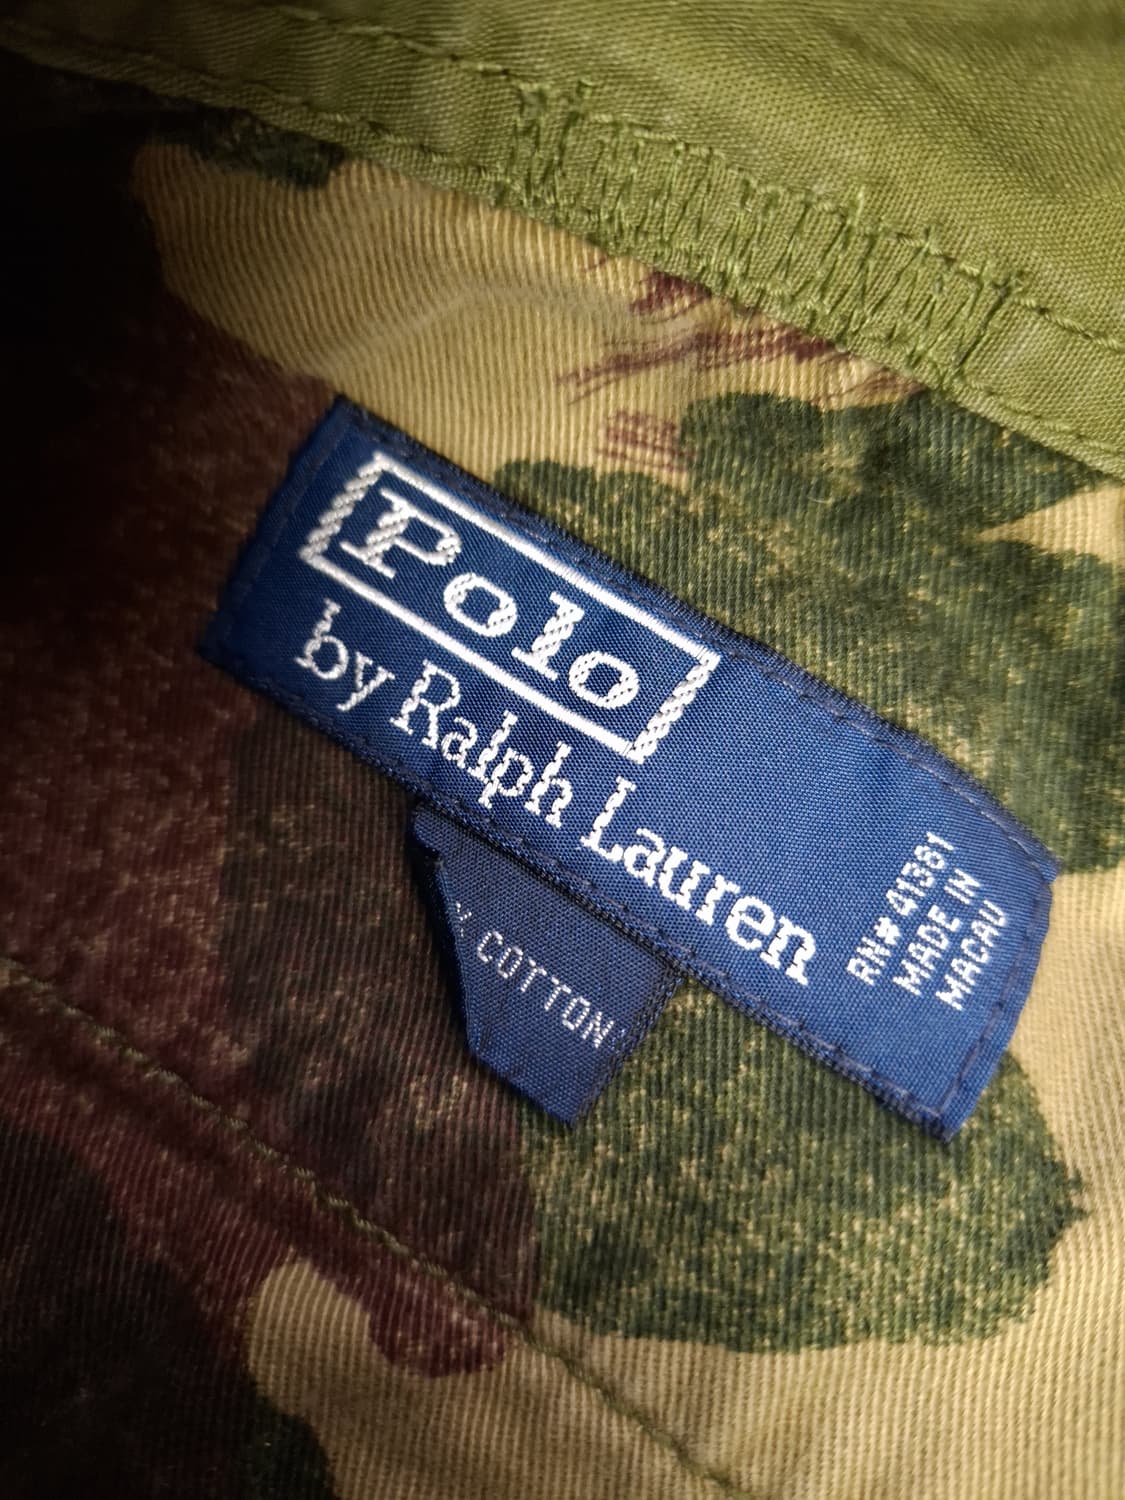 Polo
by Ralph Lauren
RN# 41381
MADE IN
MACAU
% COTTON